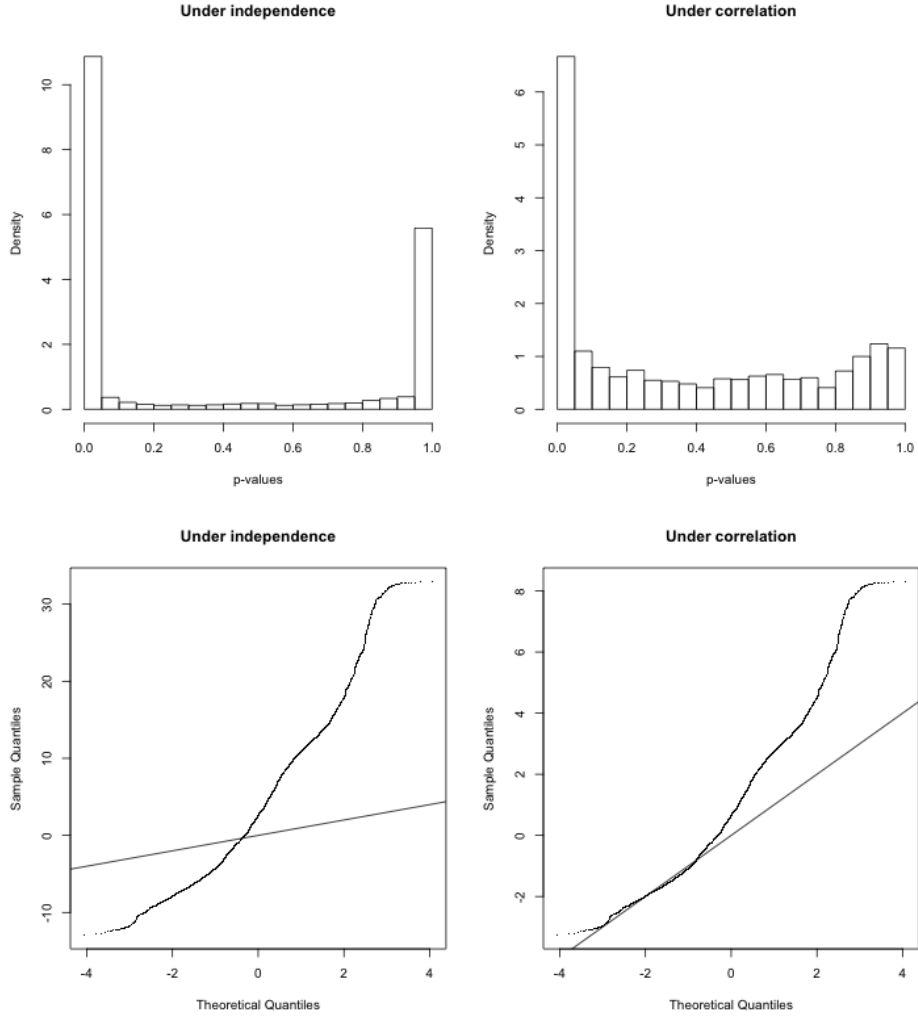 Under independence
Density
0 2 4 6 8 10
0.0 0.2 0.4 0.6 0.8 1.0
p-values
Under correlation
Density
0 1 2 3 4 5 6
0.0 0.2 0.4 0.6 0.8 1.0
p-values
Under independence
Sample Quantiles
-10 0 10 20 30
-4 -2 0 2 4
Theoretical Quantiles
Under correlation
Sample Quantiles
-2 0 2 4 6 8
-4 -2 0 2 4
Theoretical Quantiles